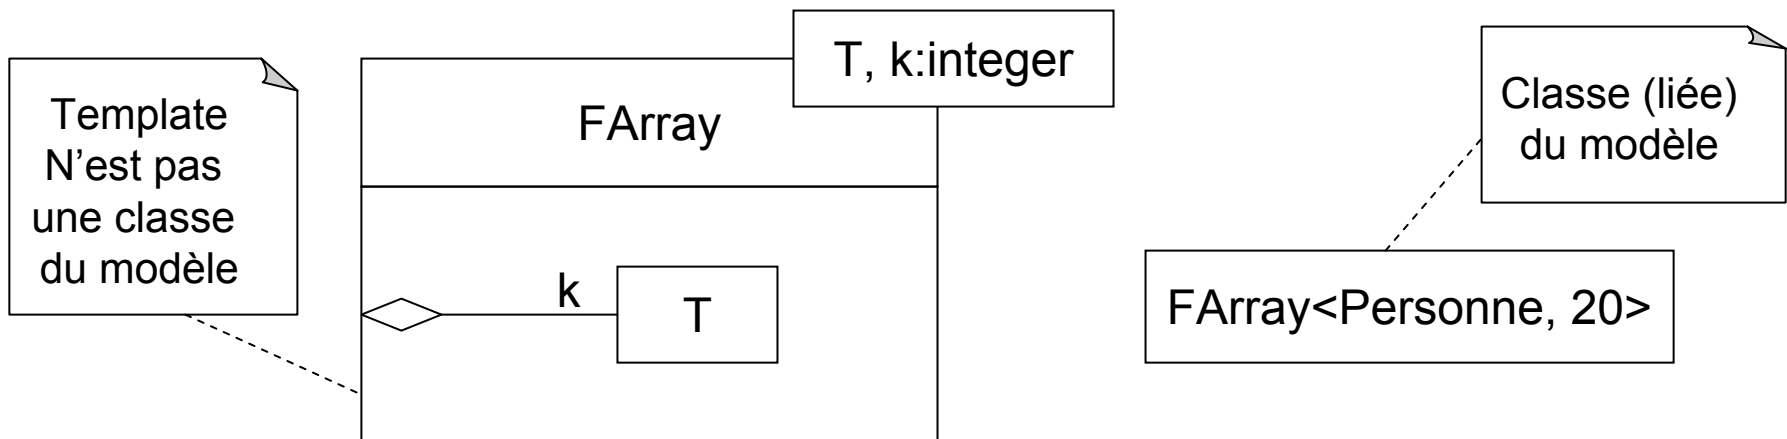 Template
N’est pas
une classe
du modèle
T, k:integer
FArray
k
T
Classe (liée)
du modèle
FArray<Personne, 20>